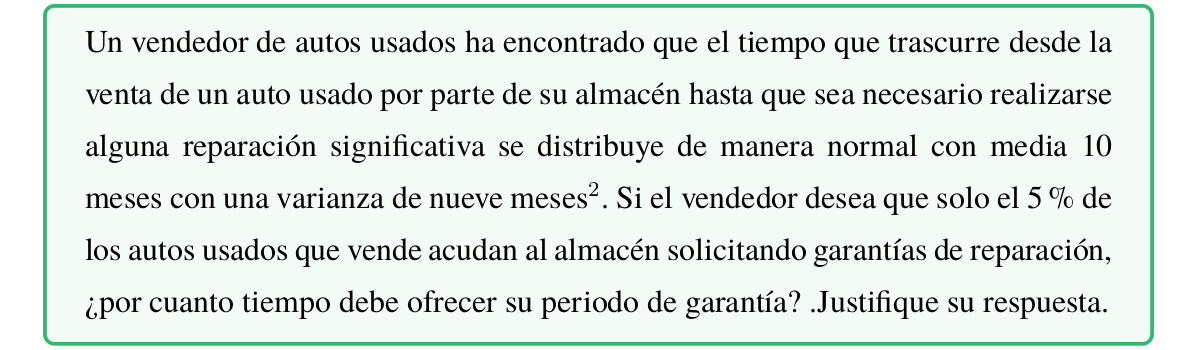 Un vendedor de autos usados ha encontrado que el tiempo que trascurre desde la
venta de un auto usado por parte de su almacén hasta que sea necesario realizarse
alguna reparación significativa se distribuye de manera normal con media 10
meses con una varianza de nueve meses². Si el vendedor desea que solo el 5 % de
los autos usados que vende acudan al almacén solicitando garantías de reparación,
¿por cuanto tiempo debe ofrecer su periodo de garantía? .Justifique su respuesta.